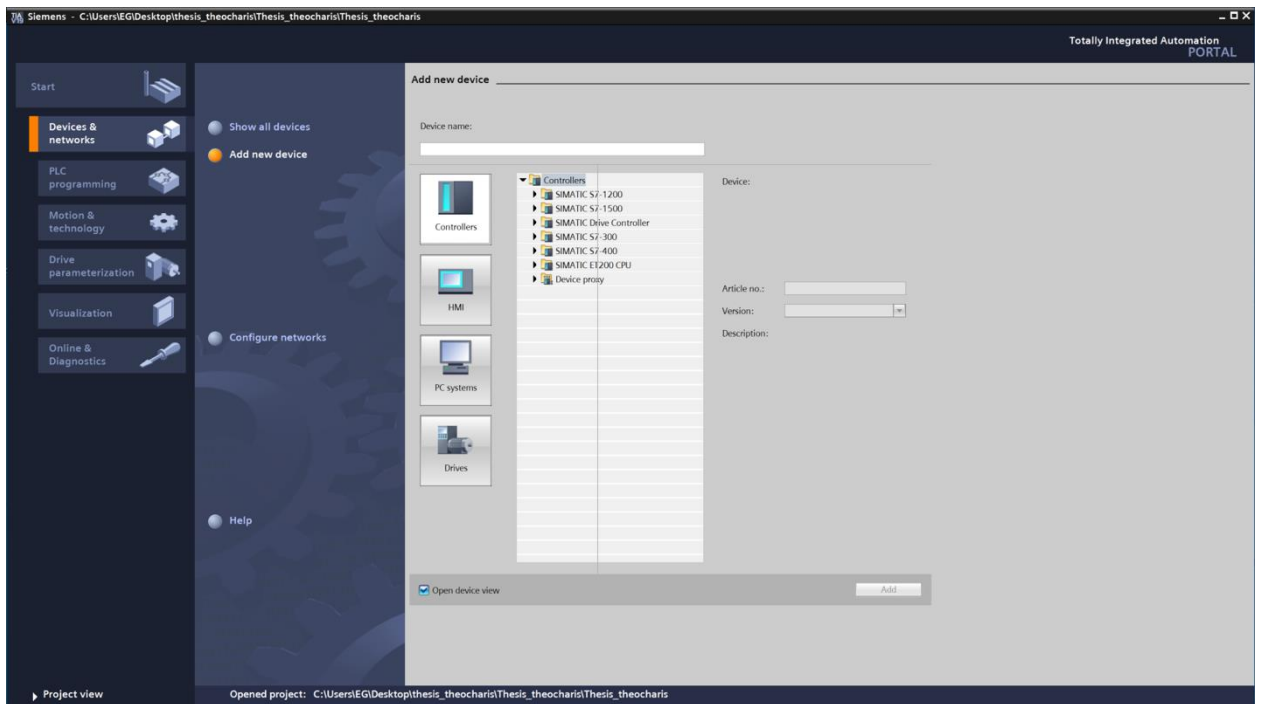 Siemens - C:\Users\EG\Desktop\thesis_theocharis\Thesis_theocharis\Thesis_theocharis
Totally Integrated Automation
PORTAL
Start
Devices &
networks
PLC
programming
Motion &
technology
Drive
parameterization
Visualization
Online &
Diagnostics
Show all devices
Add new device
Configure networks
Help
Add new device
Device name:
Controllers
HMI
PC systems
Drives
Controllers
SIMATIC S7-1200
SIMATIC S7-1500
SIMATIC Drive Controller
SIMATIC S7-300
SIMATIC S7-400
SIMATIC ET200 CPU
Device proxy
Device:
Article no.:
Version:
Description:
Open device view
Add
Project view
Opened project: C:\Users\EG\Desktop\thesis_theocharis\Thesis_theocharis\Thesis_theocharis